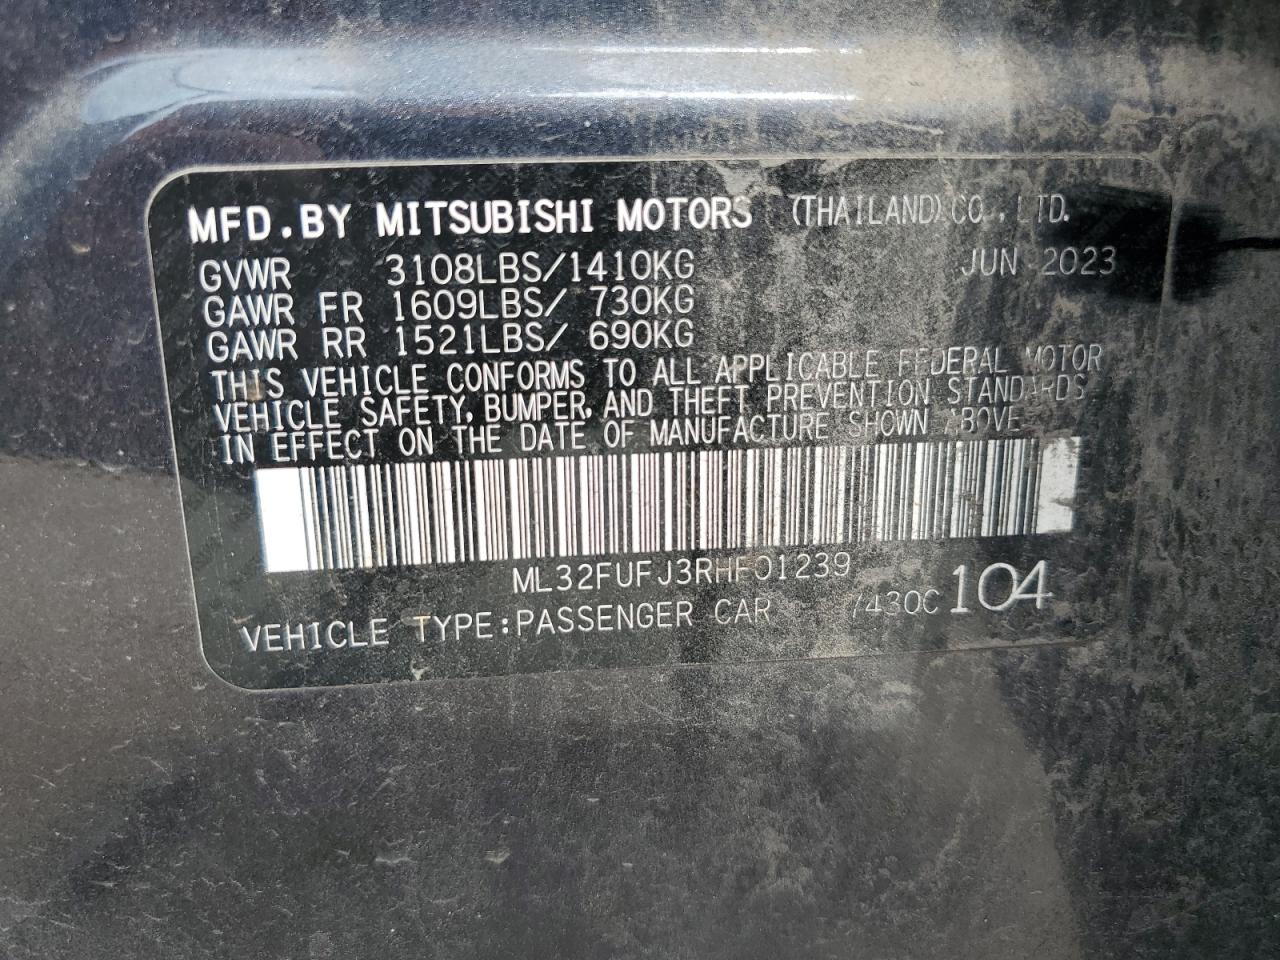 MFD.BY MITSUBISHI MOTORS (THAILAND) CO., LTD.
GVWR 3108LBS/1410KG JUN 2023
GAWR FR 1609LBS/ 730KG
GAWR RR 1521LBS/ 690KG
THIS VEHICLE CONFORMS TO ALL APPLICABLE FEDERAL MOTOR
VEHICLE SAFETY, BUMPER, AND THEFT PREVENTION STANDARDS
IN EFFECT ON THE DATE OF MANUFACTURE SHOWN ABOVE
ML32FUFJ3RHF01239
VEHICLE TYPE:PASSENGER CAR /430C 104